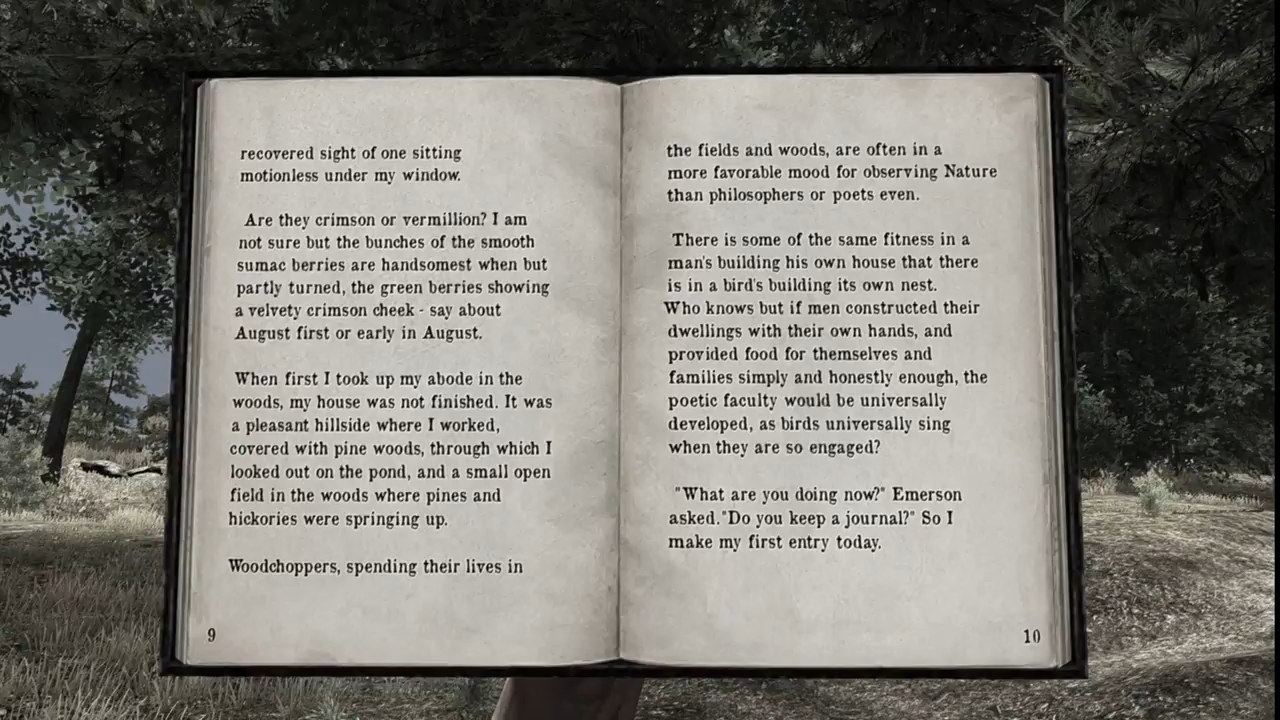 recovered sight of one sitting
motionless under my window.
Are they crimson or vermillion? I am
not sure but the bunches of the smooth
sumac berries are handsomest when but
partly turned, the green berries showing
a velvety crimson cheek - say about
August first or early in August.
When first I took up my abode in the
woods, my house was not finished. It was
a pleasant hillside where I worked,
covered with pine woods, through which I
looked out on the pond, and a small open
field in the woods where pines and
hickories were springing up.
Woodchoppers, spending their lives in
9
the fields and woods, are often in a
more favorable mood for observing Nature
than philosophers or poets even.
There is some of the same fitness in a
man's building his own house that there
is in a bird's building its own nest.
Who knows but if men constructed their
dwellings with their own hands, and
provided food for themselves and
families simply and honestly enough, the
poetic faculty would be universally
developed, as birds universally sing
when they are so engaged?
"What are you doing now?" Emerson
asked."Do you keep a journal?" So I
make my first entry today.
10